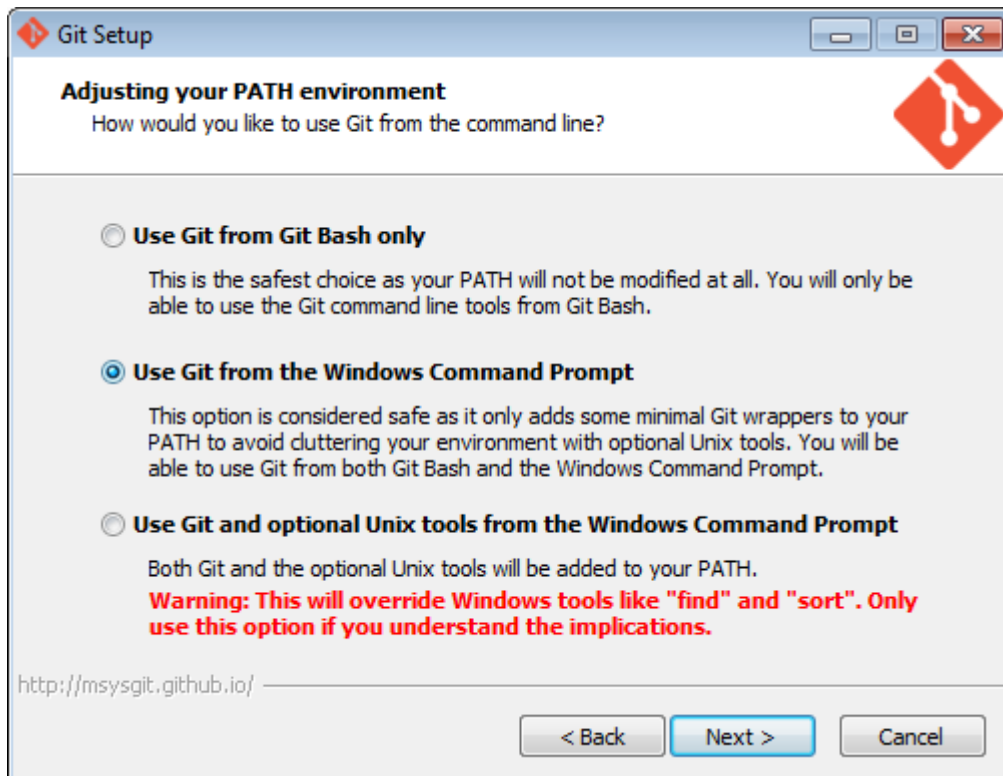 Git Setup
Adjusting your PATH environment
How would you like to use Git from the command line?
Use Git from Git Bash only
This is the safest choice as your PATH will not be modified at all. You will only be
able to use the Git command line tools from Git Bash.
Use Git from the Windows Command Prompt
This option is considered safe as it only adds some minimal Git wrappers to your
PATH to avoid cluttering your environment with optional Unix tools. You will be
able to use Git from both Git Bash and the Windows Command Prompt.
Use Git and optional Unix tools from the Windows Command Prompt
Both Git and the optional Unix tools will be added to your PATH.
Warning: This will override Windows tools like "find" and "sort". Only
use this option if you understand the implications.
http://msysgit.github.io/
< Back Next > Cancel